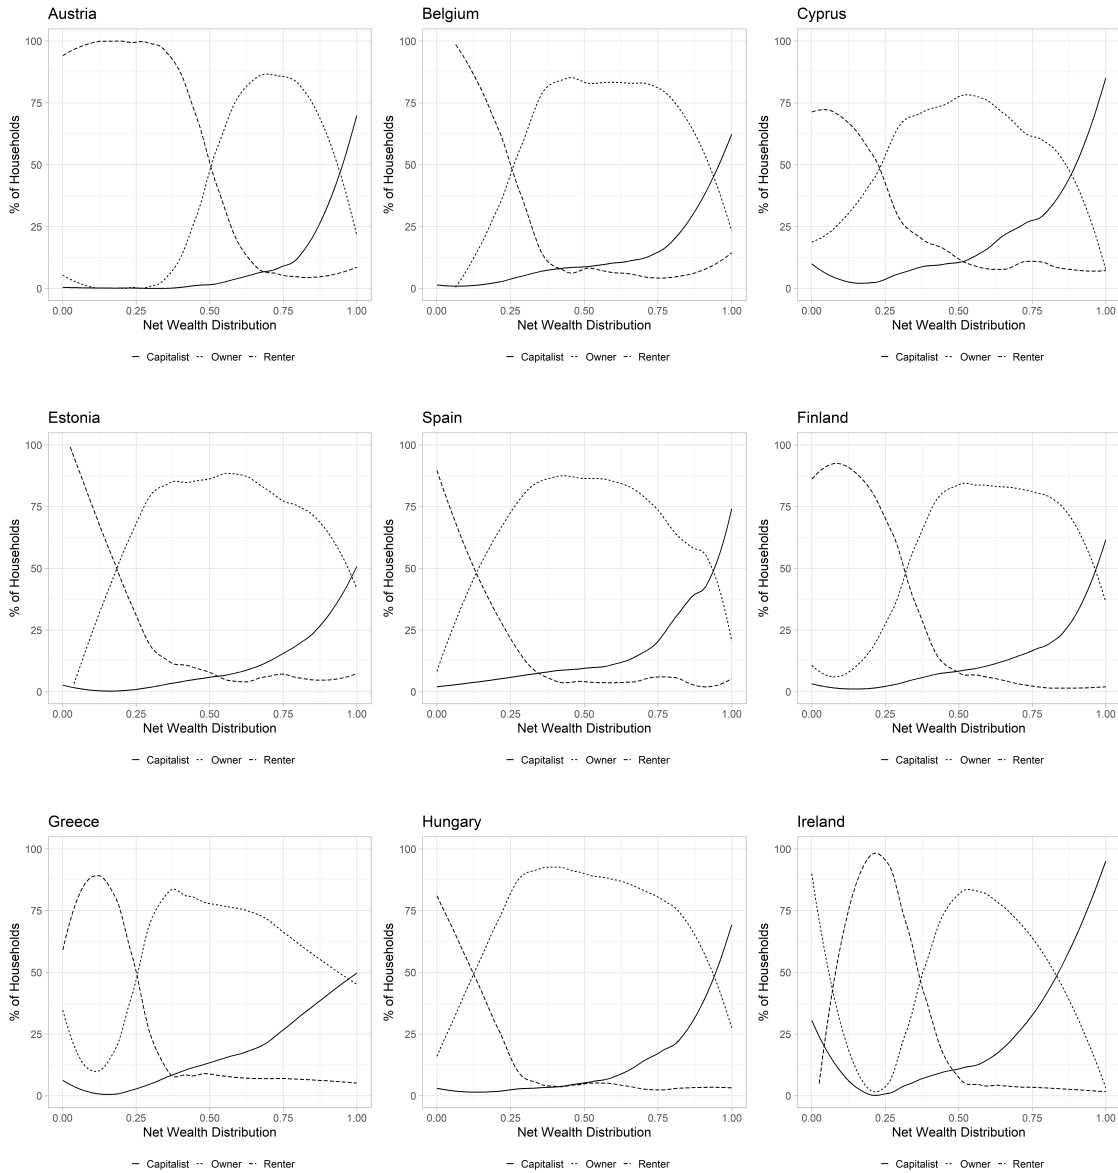 Austria
100
75
50
25
0
% of Households
0.00 0.25 0.50 0.75 1.00
Net Wealth Distribution
Capitalist Owner Renter
Belgium
100
75
50
25
0
% of Households
0.00 0.25 0.50 0.75 1.00
Net Wealth Distribution
Capitalist Owner Renter
Cyprus
100
75
50
25
0
% of Households
0.00 0.25 0.50 0.75 1.00
Net Wealth Distribution
Capitalist Owner Renter
Estonia
100
75
50
25
0
% of Households
0.00 0.25 0.50 0.75 1.00
Net Wealth Distribution
Capitalist Owner Renter
Spain
100
75
50
25
0
% of Households
0.00 0.25 0.50 0.75 1.00
Net Wealth Distribution
Capitalist Owner Renter
Finland
100
75
50
25
0
% of Households
0.00 0.25 0.50 0.75 1.00
Net Wealth Distribution
Capitalist Owner Renter
Greece
100
75
50
25
0
% of Households
0.00 0.25 0.50 0.75 1.00
Net Wealth Distribution
Capitalist Owner Renter
Hungary
100
75
50
25
0
% of Households
0.00 0.25 0.50 0.75 1.00
Net Wealth Distribution
Capitalist Owner Renter
Ireland
100
75
50
25
0
% of Households
0.00 0.25 0.50 0.75 1.00
Net Wealth Distribution
Capitalist Owner Renter